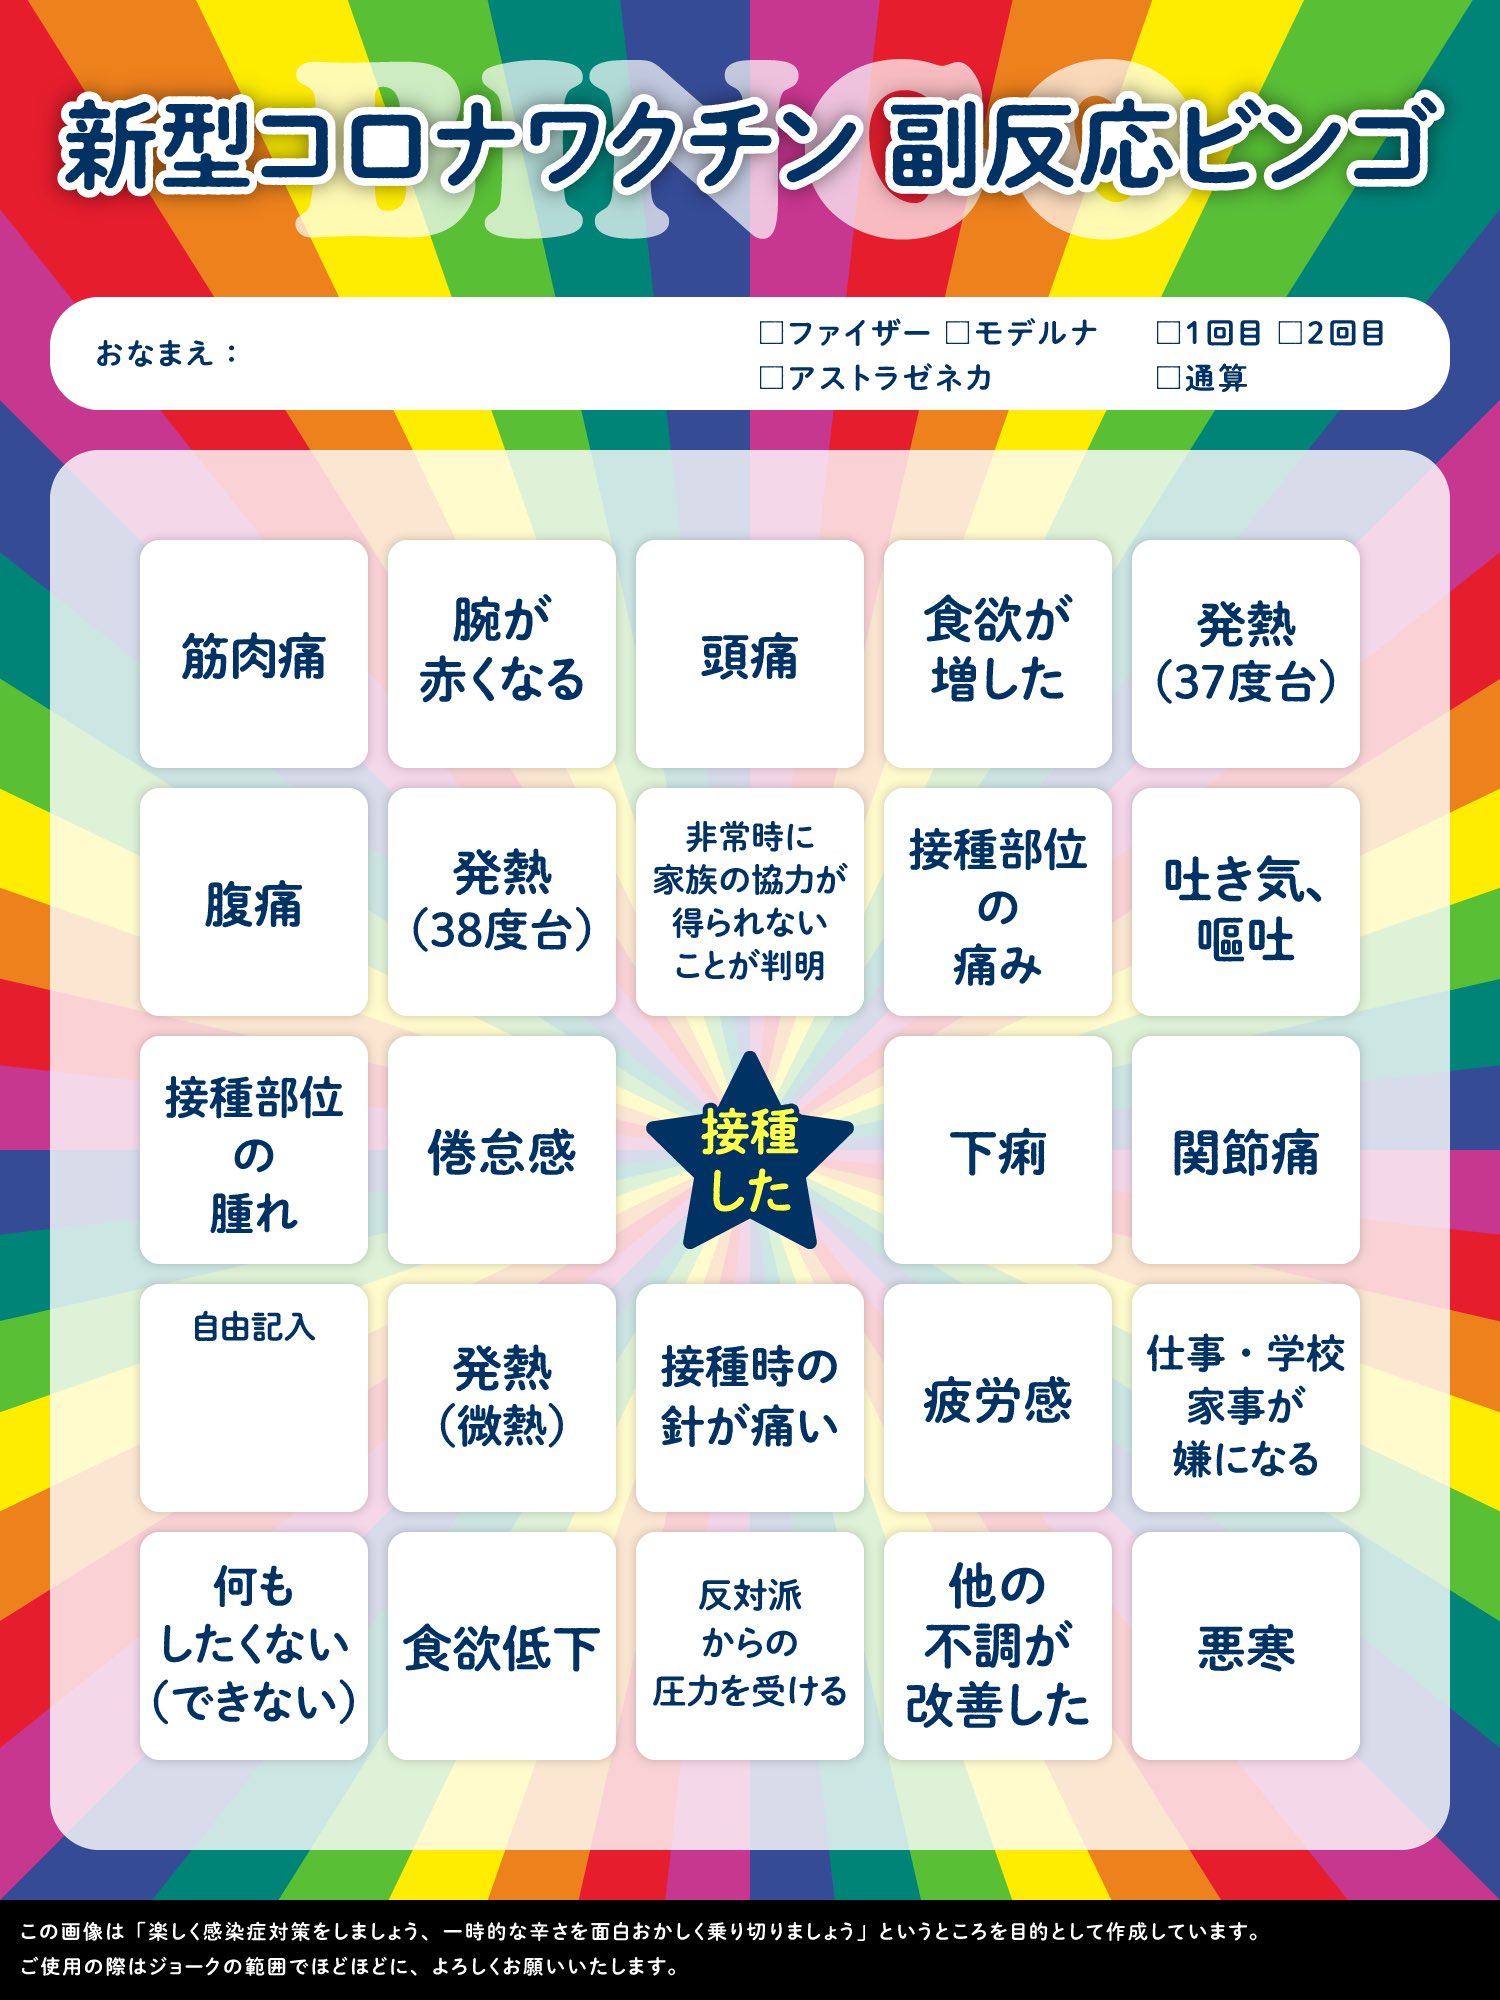 BINGO
新型コロナワクチン 副反応ビンゴ
おなまえ：
□ファイザー □モデルナ □1回目 □2回目
□アストラゼネカ □通算
筋肉痛
腕が
赤くなる
頭痛
食欲が
増した
発熱
（37度台）
腹痛
発熱
（38度台）
非常時に
家族の協力が
得られない
ことが判明
接種部位
の
痛み
吐き気、
嘔吐
接種部位
の
腫れ
倦怠感
接種
した
下痢
関節痛
自由記入
発熱
（微熱）
接種時の
針が痛い
疲労感
仕事・学校
家事が
嫌になる
何も
したくない
（できない）
食欲低下
反対派
からの
圧力を受ける
他の
不調が
改善した
悪寒
この画像は「楽しく感染症対策をしましょう、一時的な辛さを面白おかしく乗り切りましょう」というところを目的として作成しています。
ご使用の際はジョークの範囲でほどほどに、よろしくお願いいたします。